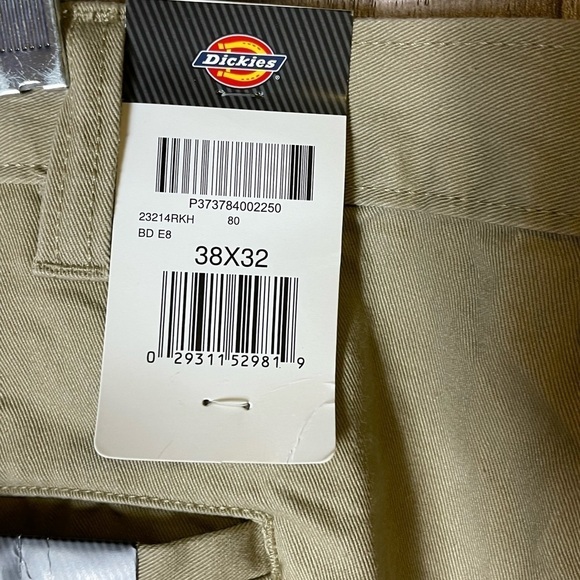 Dickies
P373784002250
23214RKH 80
BD E8
38X32
0 29311 52981 9